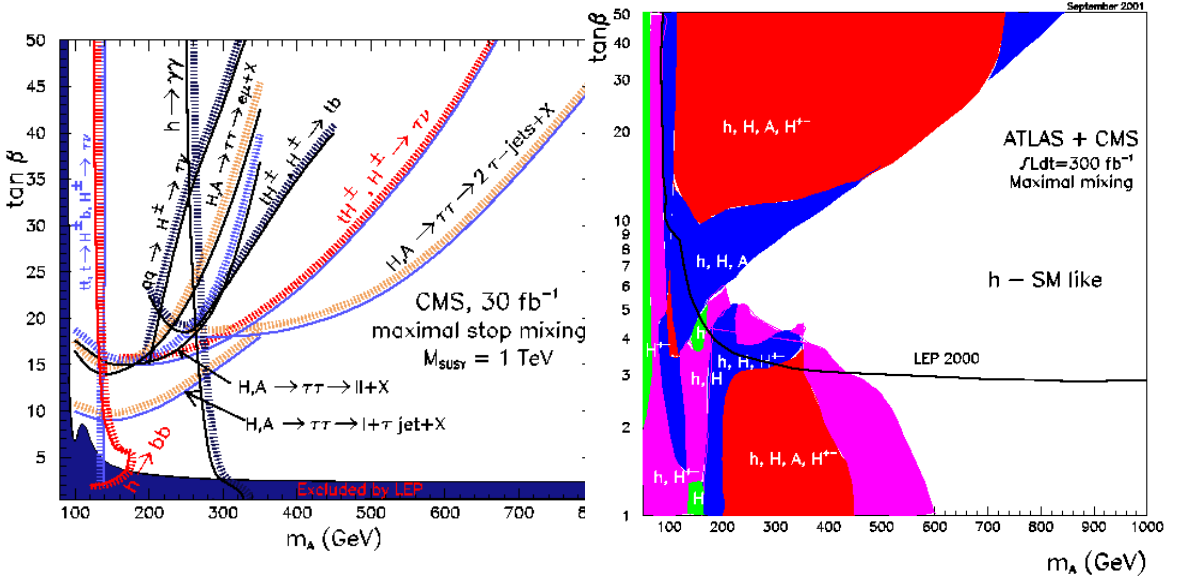 50
45
40
35
30
25
20
15
10
5
tan β
100
200
300
400
500
600
700
800
m_A (GeV)
tt, t → H±b, H± → τν
qq → H± → τν
h → γγ
H,A → ττ → eμ+X
tH±, H± → tb
tH±, H± → τν
H,A → ττ → 2 τ−jets+X
CMS, 30 fb⁻¹
maximal stop mixing
M_SUSY = 1 TeV
H,A → ττ → ll+X
H,A → ττ → l+τ jet+X
h → bb
Excluded by LEP
September 2001
tanβ
50
40
30
20
10
9
8
7
6
5
4
3
2
1
h, H, A, H⁺⁻
ATLAS + CMS
∫Ldt=300 fb⁻¹
Maximal mixing
h, H, A
h − SM like
h
H⁺⁻
h, H
h, H, H⁺⁻
LEP 2000
h, H⁺⁻
h, H, A, H⁺⁻
H
100
200
300
400
500
600
700
800
900
1000
m_A (GeV)